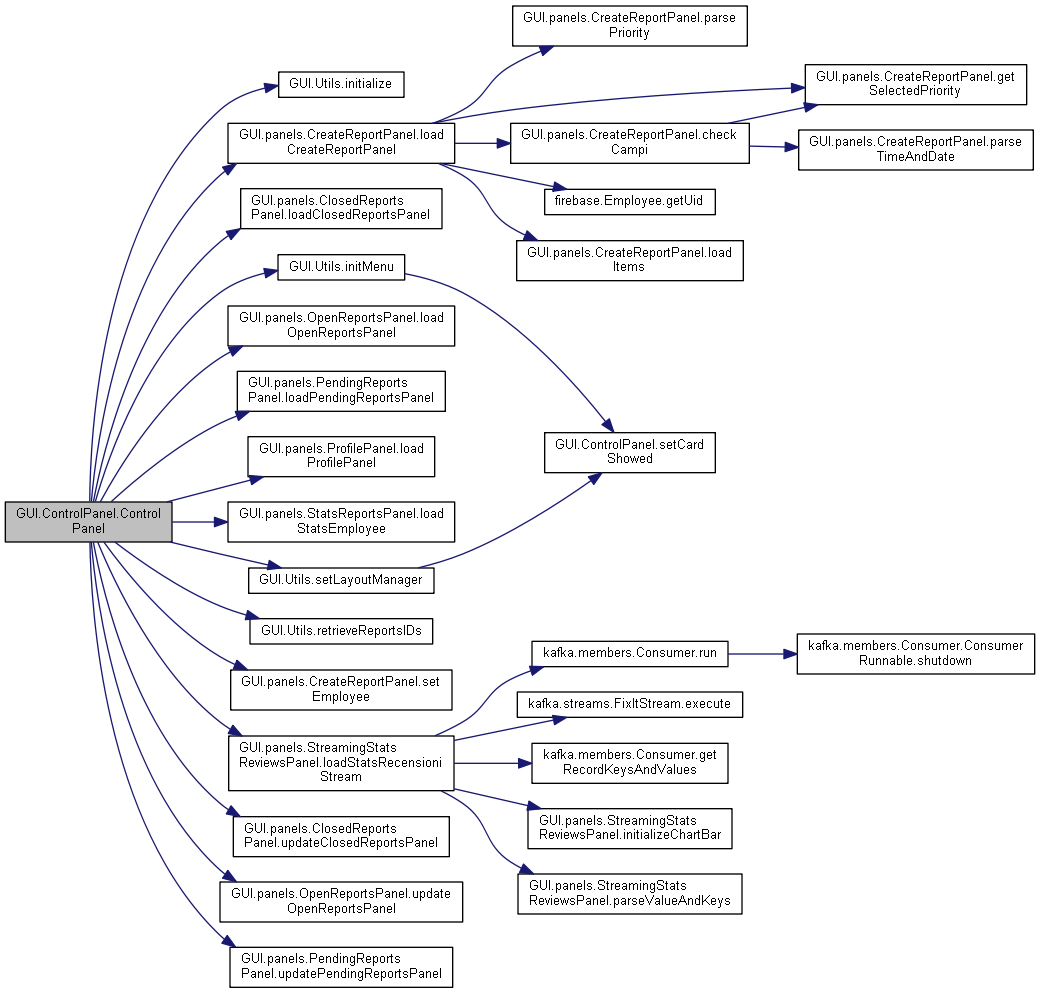 GUI.ControlPanel.Control
Panel
GUI.Utils.initialize
GUI.panels.CreateReportPanel.load
CreateReportPanel
GUI.panels.ClosedReports
Panel.loadClosedReportsPanel
GUI.Utils.initMenu
GUI.panels.OpenReportsPanel.load
OpenReportsPanel
GUI.panels.PendingReports
Panel.loadPendingReportsPanel
GUI.panels.ProfilePanel.load
ProfilePanel
GUI.panels.StatsReportsPanel.load
StatsEmployee
GUI.Utils.setLayoutManager
GUI.Utils.retrieveReportsIDs
GUI.panels.CreateReportPanel.set
Employee
GUI.panels.StreamingStats
ReviewsPanel.loadStatsRecensioni
Stream
GUI.panels.ClosedReports
Panel.updateClosedReportsPanel
GUI.panels.OpenReportsPanel.update
OpenReportsPanel
GUI.panels.PendingReports
Panel.updatePendingReportsPanel
GUI.panels.CreateReportPanel.parse
Priority
GUI.panels.CreateReportPanel.check
Campi
firebase.Employee.getUid
GUI.panels.CreateReportPanel.load
Items
GUI.ControlPanel.setCard
Showed
kafka.members.Consumer.run
kafka.streams.FixItStream.execute
kafka.members.Consumer.get
RecordKeysAndValues
GUI.panels.StreamingStats
ReviewsPanel.initializeChartBar
GUI.panels.StreamingStats
ReviewsPanel.parseValueAndKeys
GUI.panels.CreateReportPanel.get
SelectedPriority
GUI.panels.CreateReportPanel.parse
TimeAndDate
kafka.members.Consumer.Consumer
Runnable.shutdown